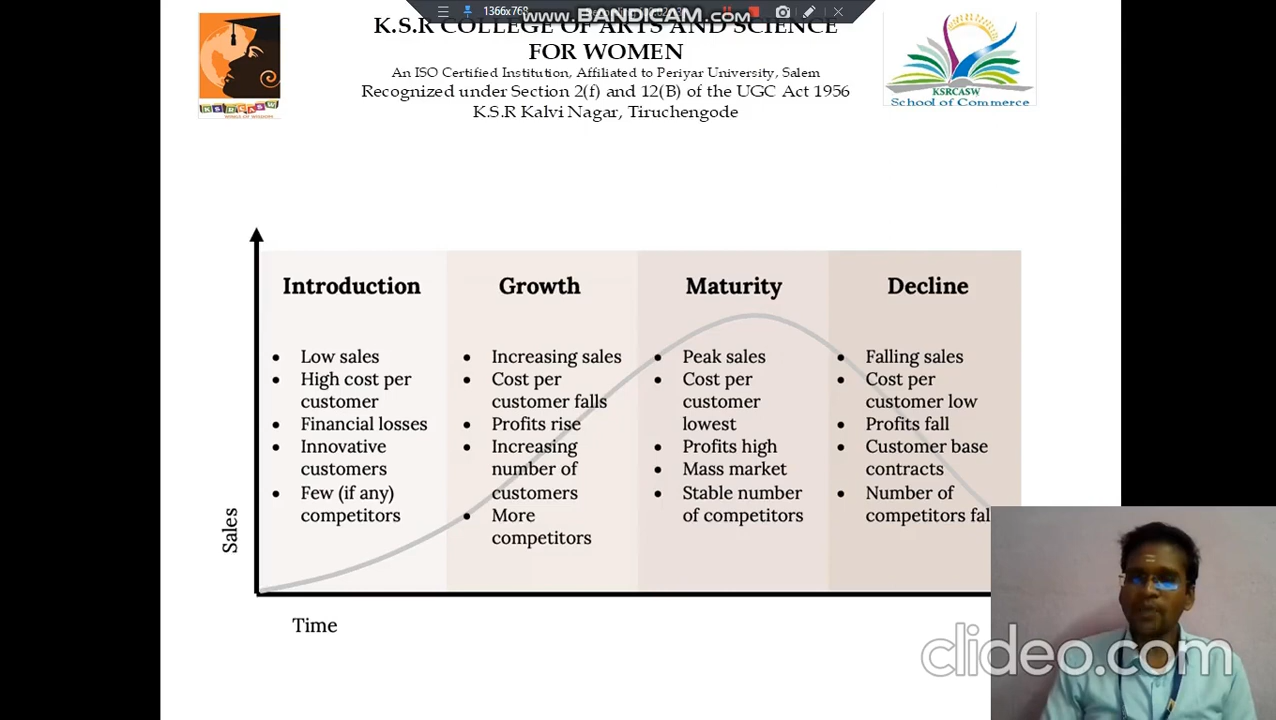 1366x768
www.BANDICAM.com
K.S.R COLLEGE OF ARTS AND SCIENCE
FOR WOMEN
An ISO Certified Institution, Affiliated to Periyar University, Salem
Recognized under Section 2(f) and 12(B) of the UGC Act 1956
K.S.R Kalvi Nagar, Tiruchengode
KSRCASW
WINGS OF WISDOM
KSRCASW
School of Commerce
Introduction
Low sales
High cost per
customer
Financial losses
Innovative
customers
Few (if any)
competitors
Growth
Increasing sales
Cost per
customer falls
Profits rise
Increasing
number of
customers
More
competitors
Maturity
Peak sales
Cost per
customer
lowest
Profits high
Mass market
Stable number
of competitors
Decline
Falling sales
Cost per
customer low
Profits fall
Customer base
contracts
Number of
competitors fal
Sales
Time
clideo.com